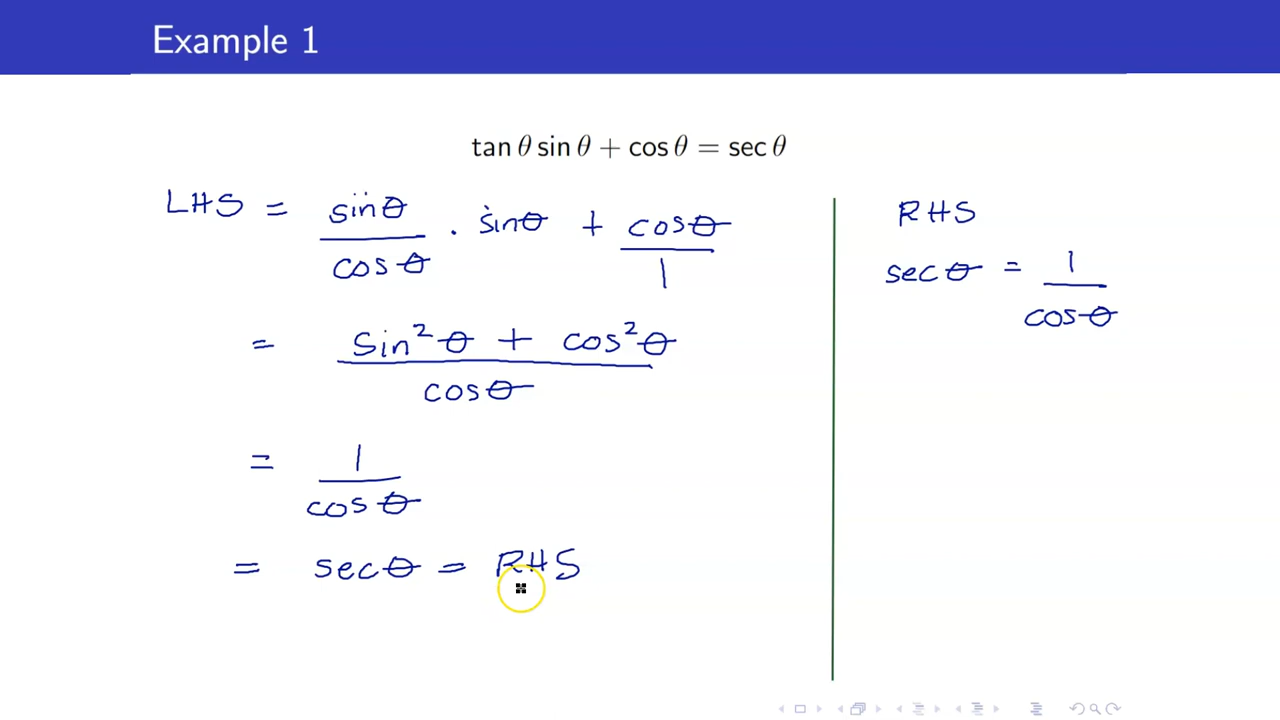 Example 1
tan θ sin θ + cos θ = sec θ
LHS = sinθ/cosθ · sinθ + cosθ/1
= sin²θ + cos²θ/cosθ
= 1/cosθ
= secθ = RHS
RHS
secθ = 1/cosθ